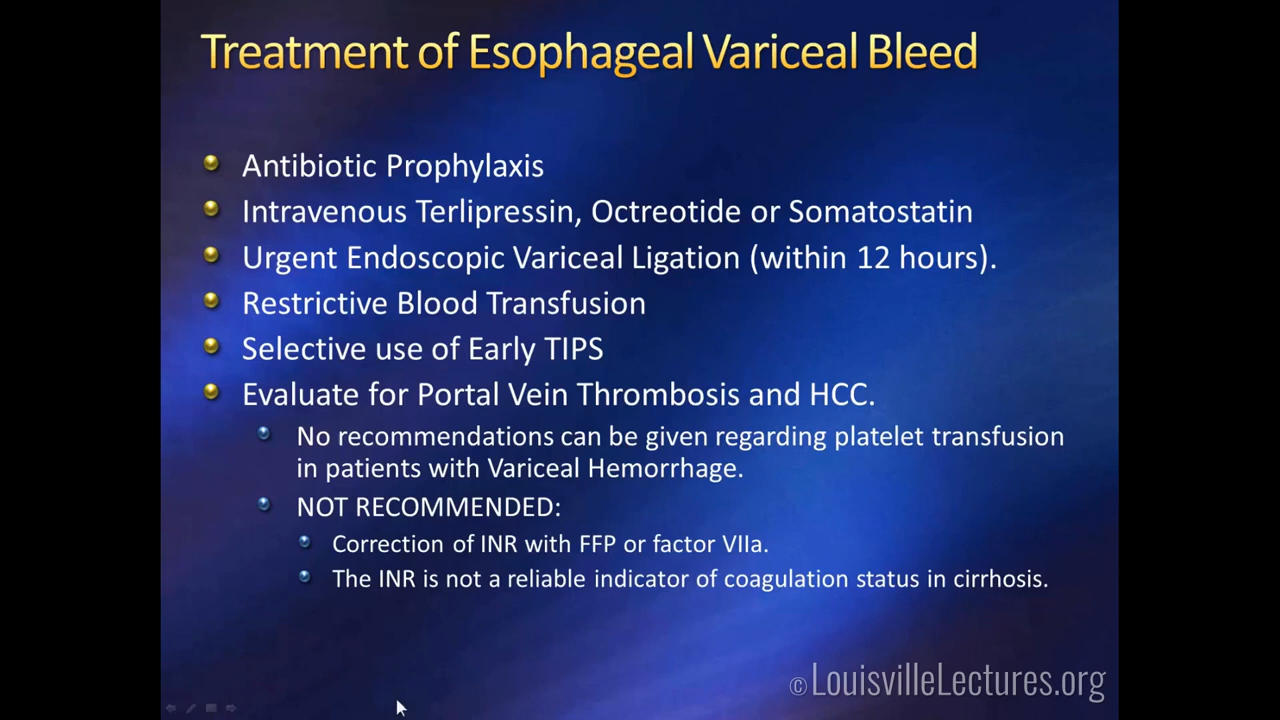 Treatment of Esophageal Variceal Bleed
Antibiotic Prophylaxis
Intravenous Terlipressin, Octreotide or Somatostatin
Urgent Endoscopic Variceal Ligation (within 12 hours).
Restrictive Blood Transfusion
Selective use of Early TIPS
Evaluate for Portal Vein Thrombosis and HCC.
No recommendations can be given regarding platelet transfusion
in patients with Variceal Hemorrhage.
NOT RECOMMENDED:
Correction of INR with FFP or factor VIIa.
The INR is not a reliable indicator of coagulation status in cirrhosis.
© LouisvilleLectures.org